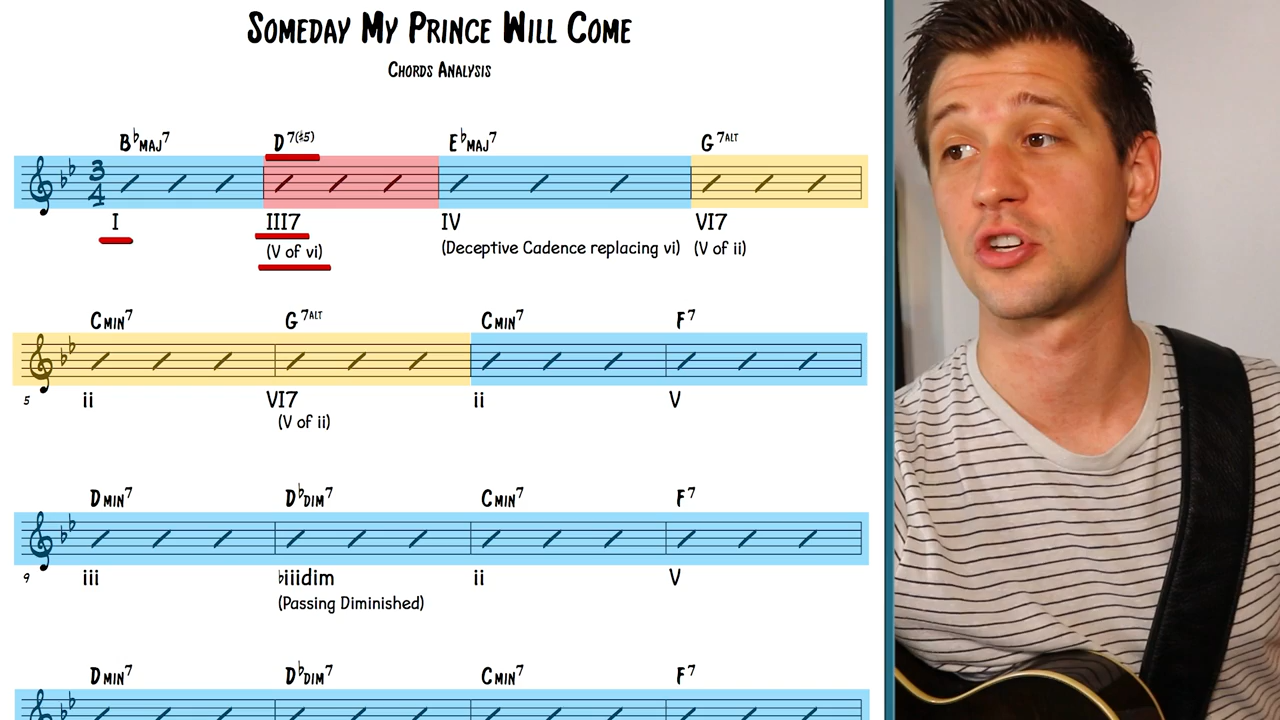 Someday My Prince Will Come
Chords Analysis
B♭maj7 D7(♯5) E♭maj7 G7alt
3
4
I III7 IV VI7
(V of vi) (Deceptive Cadence replacing vi) (V of ii)
Cmin7 G7alt Cmin7 F7
5 ii VI7 ii V
(V of ii)
Dmin7 D♭dim7 Cmin7 F7
9 iii ♭iiidim ii V
(Passing Diminished)
Dmin7 D♭dim7 Cmin7 F7